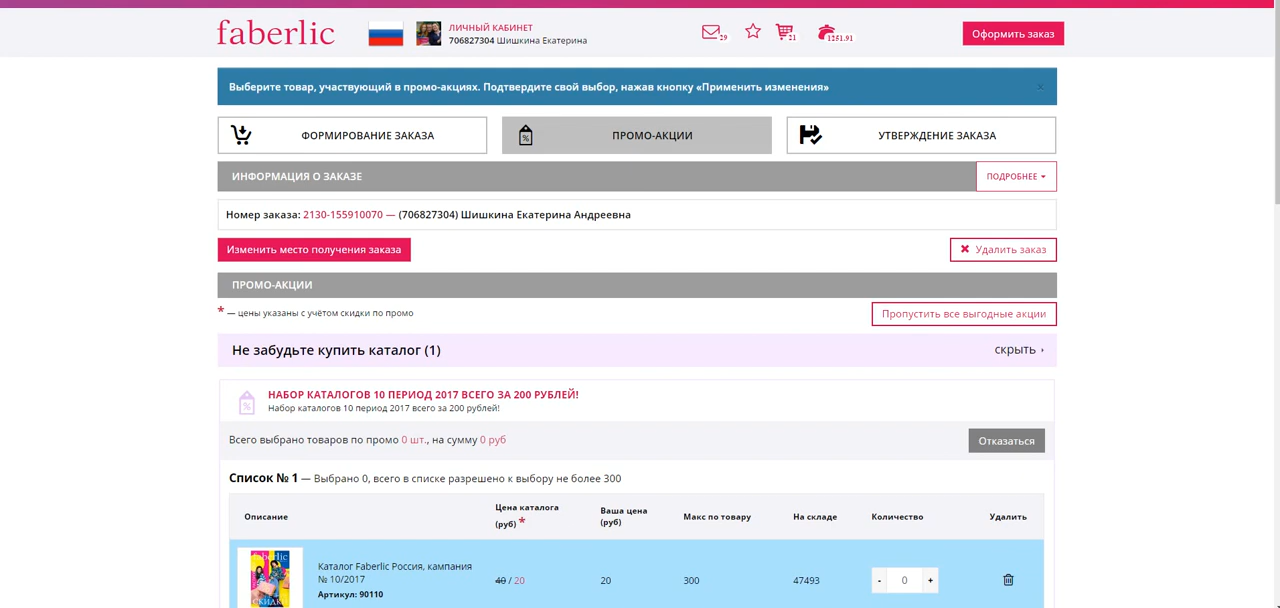 faberlic
ЛИЧНЫЙ КАБИНЕТ
706827304 Шишкина Екатерина
29
21
1251.91
Оформить заказ
Выберите товар, участвующий в промо-акциях. Подтвердите свой выбор, нажав кнопку «Применить изменения»
×
ФОРМИРОВАНИЕ ЗАКАЗА
% ПРОМО-АКЦИИ
УТВЕРЖДЕНИЕ ЗАКАЗА
ИНФОРМАЦИЯ О ЗАКАЗЕ
ПОДРОБНЕЕ
Номер заказа: 2130-155910070 — (706827304) Шишкина Екатерина Андреевна
Изменить место получения заказа
Удалить заказ
ПРОМО-АКЦИИ
* — цены указаны с учётом скидки по промо
Пропустить все выгодные акции
Не забудьте купить каталог (1)
скрыть
%
НАБОР КАТАЛОГОВ 10 ПЕРИОД 2017 ВСЕГО ЗА 200 РУБЛЕЙ!
Набор каталогов 10 период 2017 всего за 200 рублей!
Всего выбрано товаров по промо 0 шт., на сумму 0 руб
Отказаться
Список № 1 — Выбрано 0, всего в списке разрешено к выбору не более 300
Описание
Цена каталога
(руб) *
Ваша цена
(руб)
Макс по товару
На складе
Количество
Удалить
faberlic
Каталог Faberlic Россия, кампания
№ 10/2017
Артикул: 90110
40 / 20
20
300
47493
- 0 +